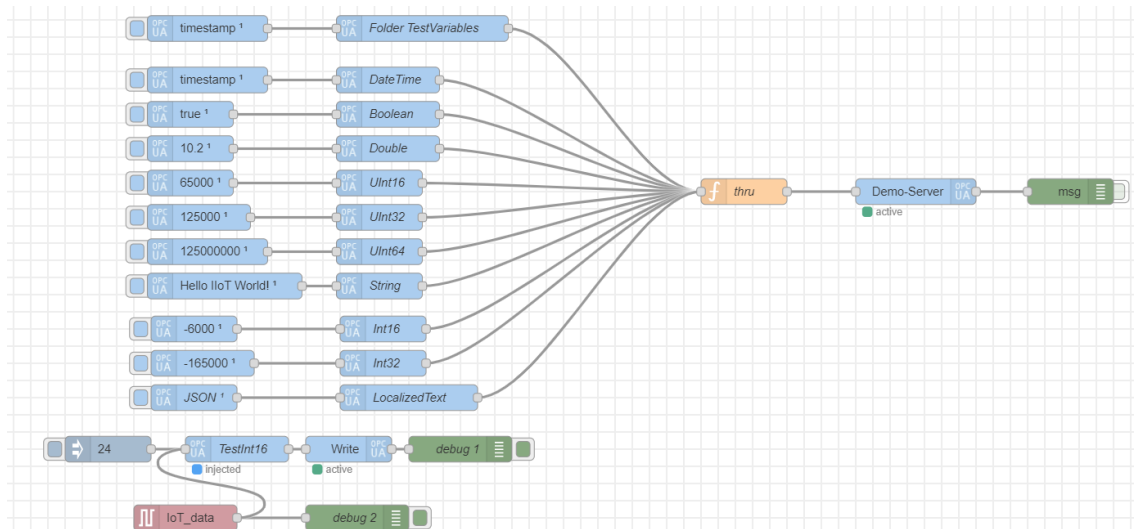 OPC UA timestamp ¹ OPC UA Folder TestVariables
OPC UA timestamp ¹ OPC UA DateTime
OPC UA true ¹ OPC UA Boolean
OPC UA 10.2 ¹ OPC UA Double
OPC UA 65000 ¹ OPC UA UInt16 thru Demo-Server OPC UA msg
active
OPC UA 125000 ¹ OPC UA UInt32
OPC UA 125000000 ¹ OPC UA UInt64
OPC UA Hello IIoT World! ¹ OPC UA String
OPC UA -6000 ¹ OPC UA Int16
OPC UA -165000 ¹ OPC UA Int32
OPC UA JSON ¹ OPC UA LocalizedText
24 OPC UA TestInt16 Write OPC UA debug 1
injected active
IoT_data debug 2